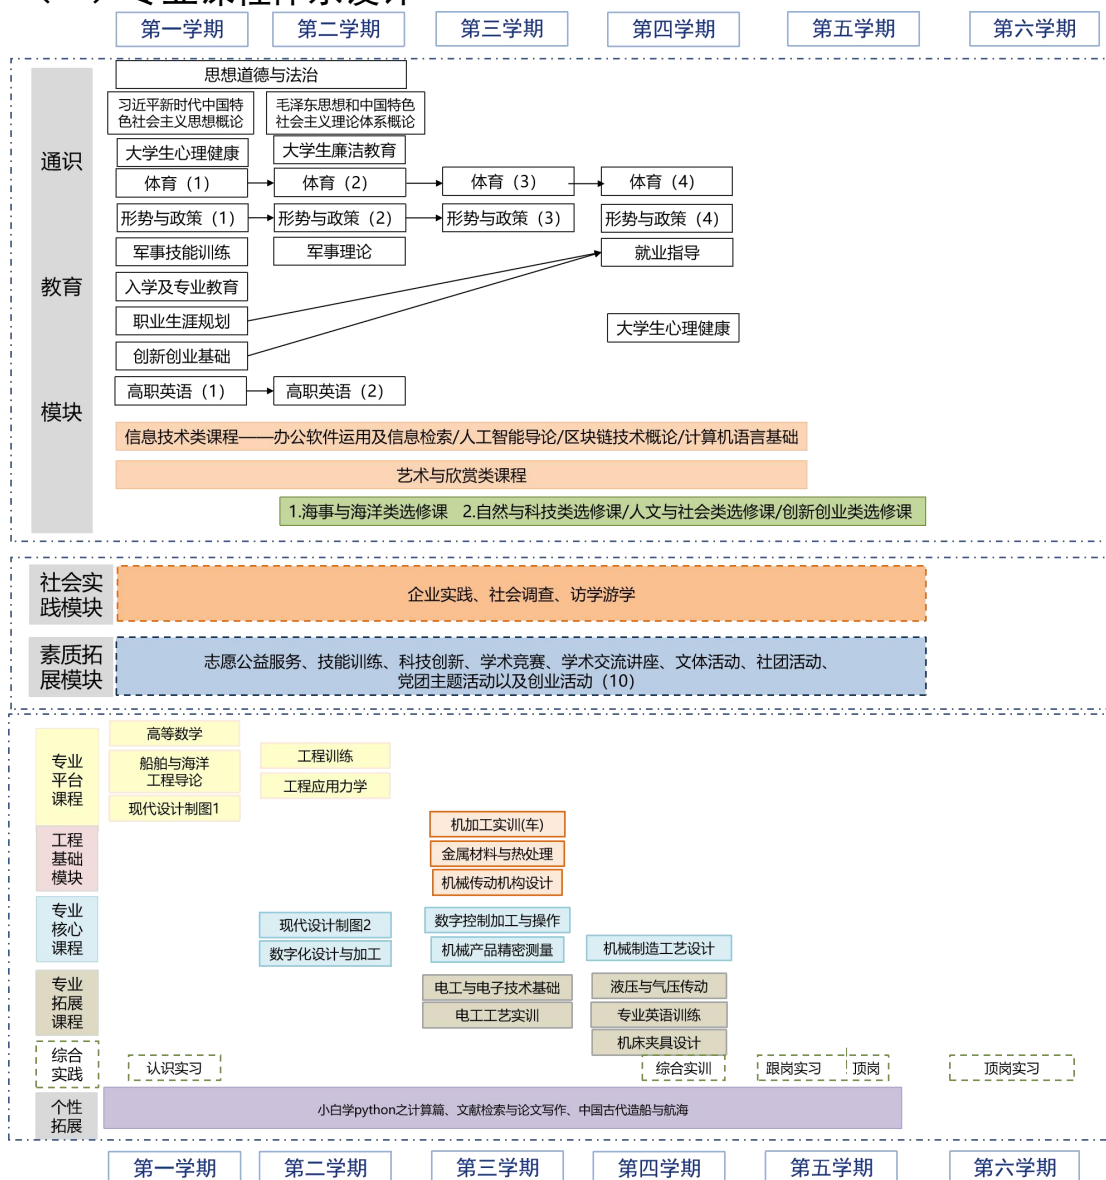 专业课程体系设计
第一学期 第二学期 第三学期 第四学期 第五学期 第六学期
通识
教育
模块
思想道德与法治
习近平新时代中国特
色社会主义思想概论
毛泽东思想和中国特色
社会主义理论体系概论
大学生心理健康
大学生廉洁教育
体育（1） 体育（2） 体育（3） 体育（4）
形势与政策（1） 形势与政策（2） 形势与政策（3） 形势与政策（4）
军事技能训练 军事理论 就业指导
入学及专业教育
职业生涯规划
大学生心理健康
创新创业基础
高职英语（1） 高职英语（2）
信息技术类课程——办公软件运用及信息检索/人工智能导论/区块链技术概论/计算机语言基础
艺术与欣赏类课程
1.海事与海洋类选修课 2.自然与科技类选修课/人文与社会类选修课/创新创业类选修课
社会实
践模块
企业实践、社会调查、访学游学
素质拓
展模块
志愿公益服务、技能训练、科技创新、学术竞赛、学术交流讲座、文体活动、社团活动、
党团主题活动以及创业活动（10）
专业
平台
课程
高等数学
船舶与海洋
工程导论
现代设计制图1
工程训练
工程应用力学
工程
基础
模块
机加工实训(车)
金属材料与热处理
机械传动机构设计
专业
核心
课程
现代设计制图2
数字化设计与加工
数字控制加工与操作
机械产品精密测量
机械制造工艺设计
专业
拓展
课程
电工与电子技术基础
电工工艺实训
液压与气压传动
专业英语训练
机床夹具设计
综合
实践
认识实习 综合实训 跟岗实习 顶岗 顶岗实习
个性
拓展
小白学python之计算篇、文献检索与论文写作、中国古代造船与航海
第一学期 第二学期 第三学期 第四学期 第五学期 第六学期